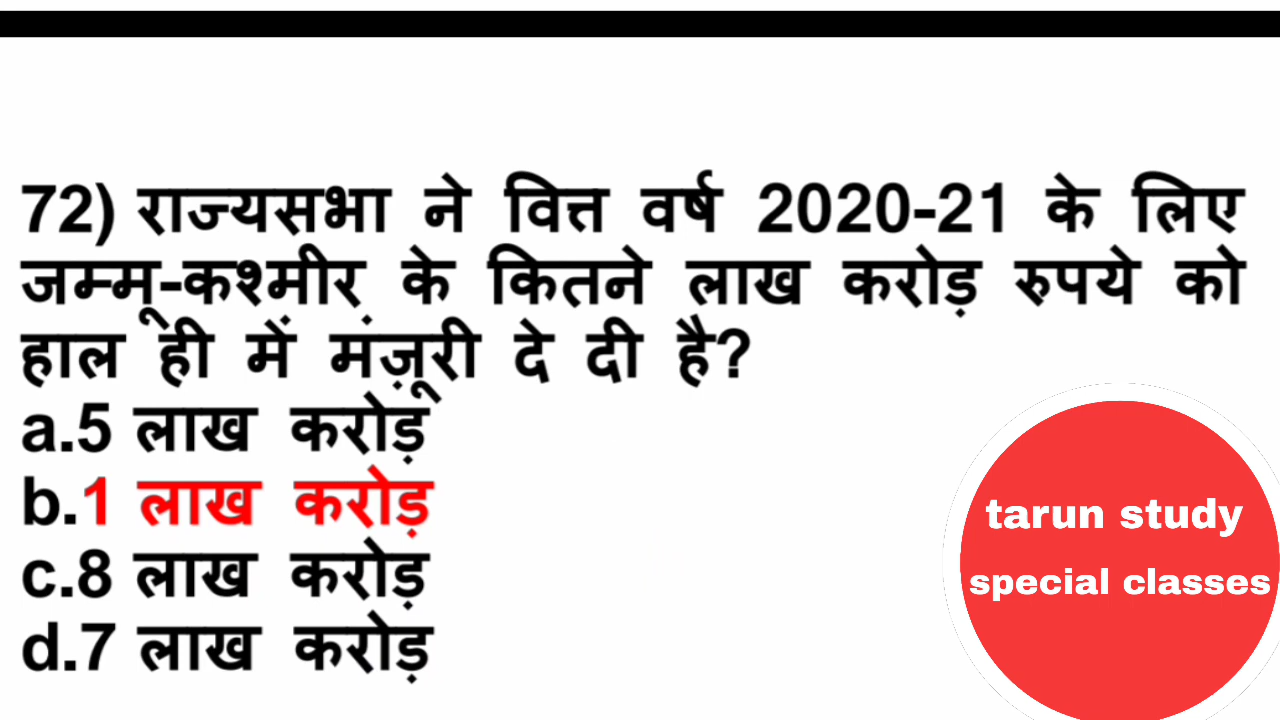 72) राज्यसभा ने वित्त वर्ष 2020-21 के लिए
जम्मू-कश्मीर के कितने लाख करोड़ रुपये को
हाल ही में मंज़ूरी दे दी है?
a.5 लाख करोड़
b.1 लाख करोड़
c.8 लाख करोड़
d.7 लाख करोड़
tarun study
special classes